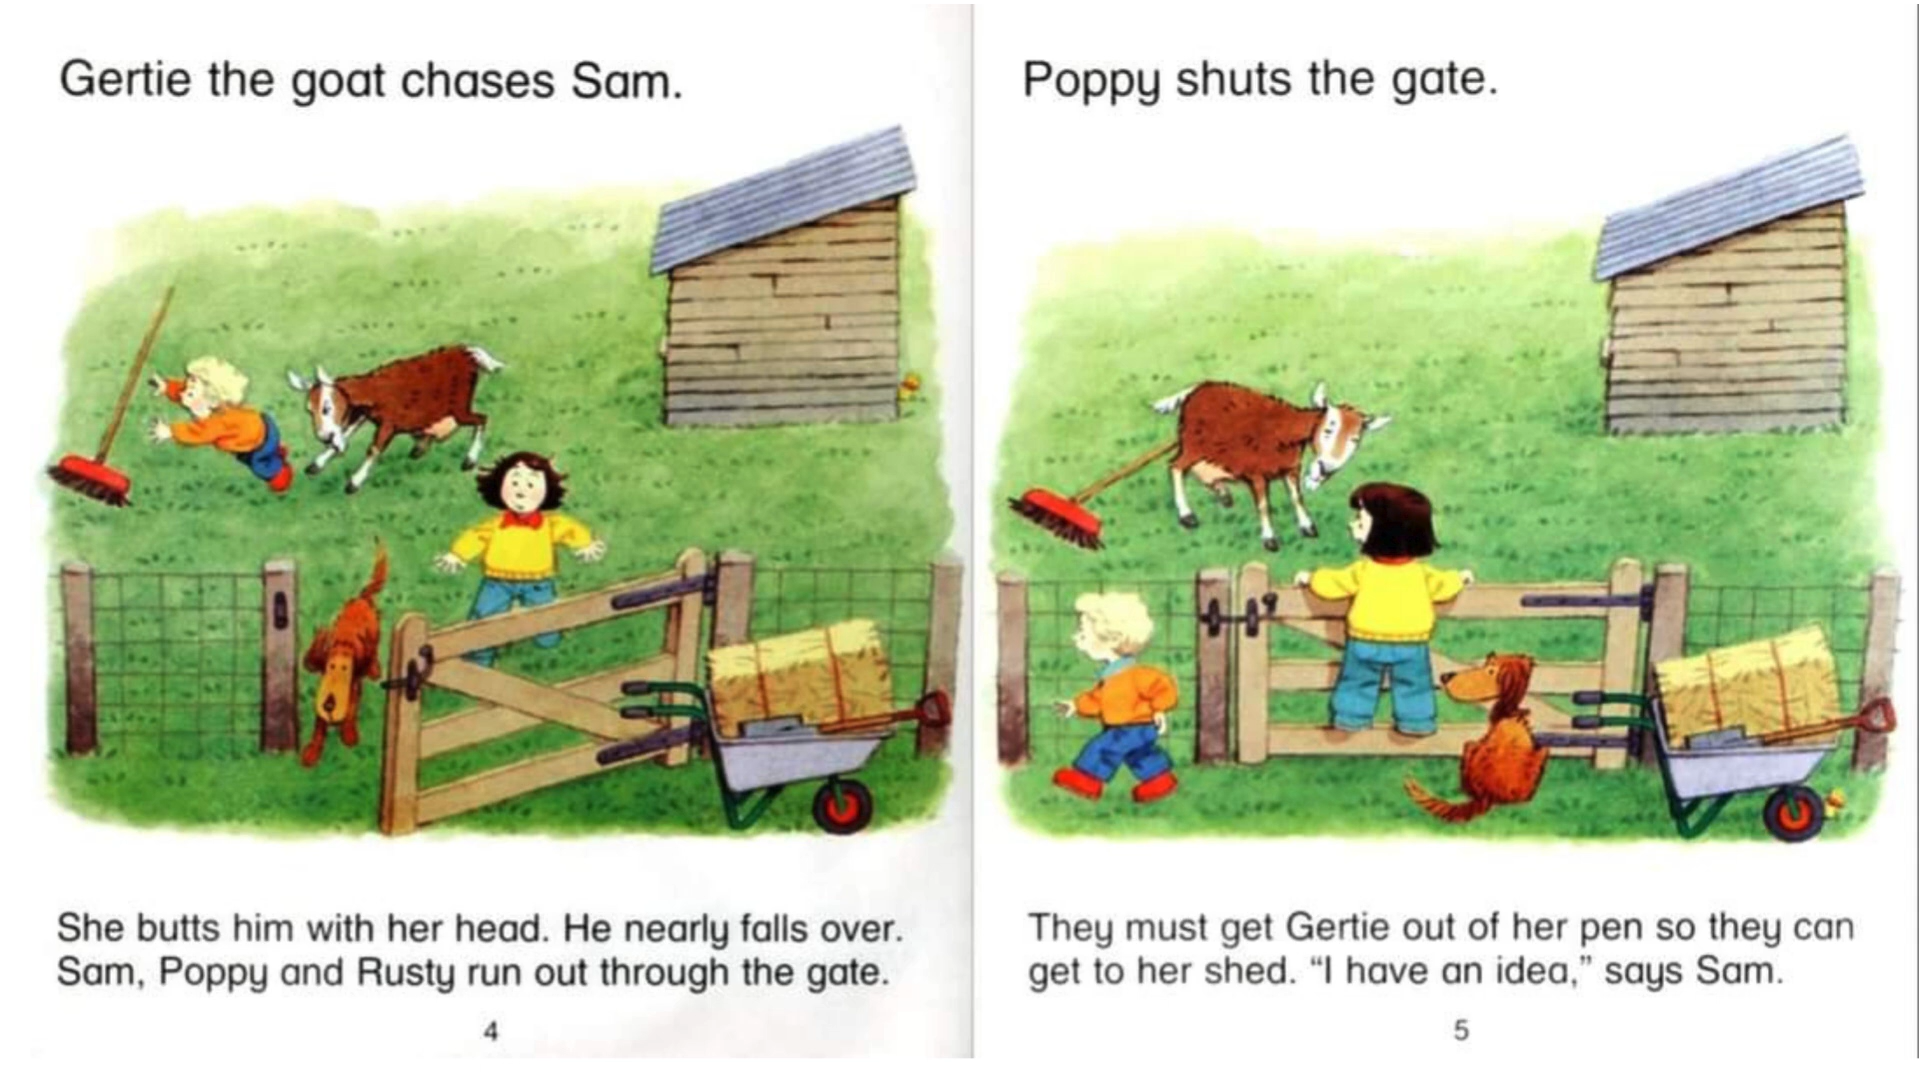 Gertie the goat chases Sam.
She butts him with her head. He nearly falls over.
Sam, Poppy and Rusty run out through the gate.
4
Poppy shuts the gate.
They must get Gertie out of her pen so they can
get to her shed. “I have an idea,” says Sam.
5